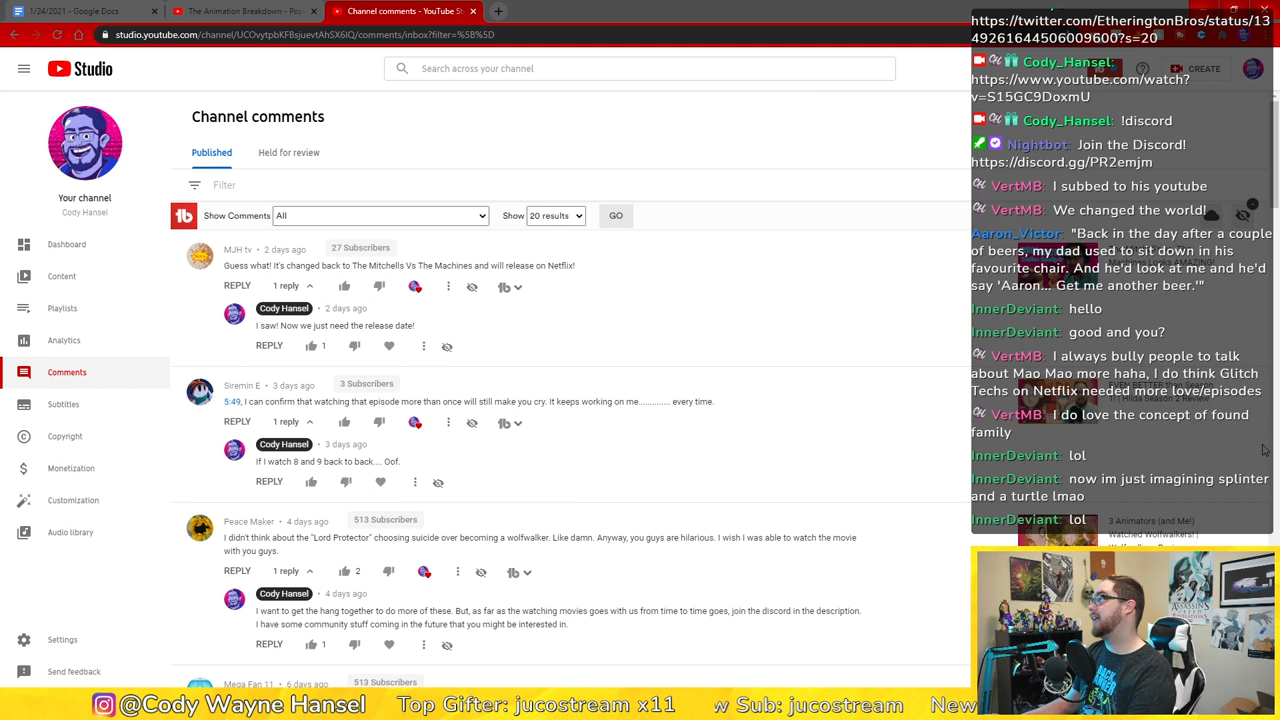 1/24/2021 - Google Docs
The Animation Breakdown - Po
Channel comments - YouTube St
studio.youtube.com/channel/UCOvytpbKFBsjuevtAhSX6IQ/comments/inbox?filter=%5B%5D
Studio
Search across your channel
CREATE
Your channel
Cody Hansel
Dashboard
Content
Playlists
Analytics
Comments
Subtitles
Copyright
Monetization
Customization
Audio library
Settings
Send feedback
Channel comments
Published
Held for review
Filter
Show Comments All Show 20 results GO
MJH tv • 2 days ago 27 Subscribers
Guess what! It's changed back to The Mitchells Vs The Machines and will release on Netflix!
REPLY 1 reply
Cody Hansel • 2 days ago
I saw! Now we just need the release date!
REPLY 1
Siremin E • 3 days ago 3 Subscribers
5:49, I can confirm that watching that episode more than once will still make you cry. It keeps working on me............. every time.
REPLY 1 reply
Cody Hansel • 3 days ago
If I watch 8 and 9 back to back.... Oof.
REPLY
Peace Maker • 4 days ago 513 Subscribers
I didn't think about the "Lord Protector" choosing suicide over becoming a wolfwalker. Like damn. Anyway, you guys are hilarious. I wish I was able to watch the movie
with you guys.
REPLY 1 reply 2
Cody Hansel • 4 days ago
I want to get the hang together to do more of these. But, as far as the watching movies goes with us from time to time goes, join the discord in the description.
I have some community stuff coming in the future that you might be interested in.
REPLY 1
Mega Fan 11 • 6 days ago 513 Subscribers
https://twitter.com/EtheringtonBros/status/13
49261644506009600?s=20
Cody_Hansel:
https://www.youtube.com/watch?
v=S15GC9DoxmU
Cody_Hansel: !discord
Nightbot: Join the Discord!
https://discord.gg/PR2emjm
VertMB: I subbed to his youtube
VertMB: We changed the world!
Aaron_Victor: "Back in the day after a couple
of beers, my dad used to sit down in his
favourite chair. And he'd look at me and he'd
say 'Aaron... Get me another beer.'"
InnerDeviant: hello
InnerDeviant: good and you?
VertMB: I always bully people to talk
about Mao Mao more haha, I do think Glitch
Techs on Netflix needed more love/episodes
VertMB: I do love the concept of found
family
InnerDeviant: lol
InnerDeviant: now im just imagining splinter
and a turtle lmao
InnerDeviant: lol
3 Animators (and Me!)
Watched Wolfwalkers! |
ASSASSIN'S
CREED
@Cody Wayne Hansel
Top Gifter: jucostream x11
w Sub: jucostream
New